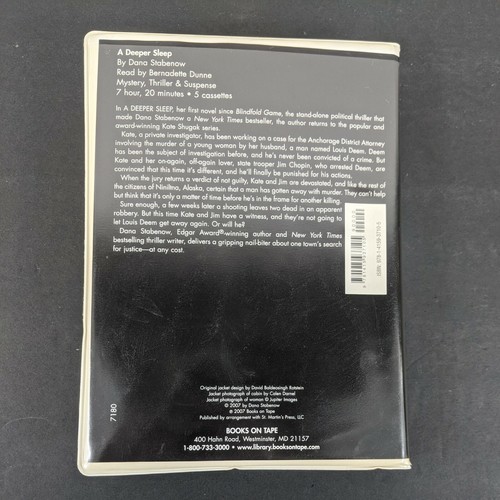 A Deeper Sleep
By Dana Stabenow
Read by Bernadette Dunne
Mystery, Thriller & Suspense
7 hour, 20 minutes • 5 cassettes
In A DEEPER SLEEP, her first novel since Blindfold Game, the stand-alone political thriller that
made Dana Stabenow a New York Times bestseller, the author returns to the popular and
award-winning Kate Shugak series.
Kate, a private investigator, has been working on a case for the Anchorage District Attorney
involving the murder of a young woman by her husband, a man named Louis Deem. Deem
has been the subject of investigation before, and he's never been convicted of a crime. But
Kate and her on-again, off-again lover, state trooper Jim Chopin, who arrested Deem, are
convinced that this time it's different, and he'll finally be punished for his actions.
When the jury returns a verdict of not guilty, Kate and Jim are devastated, and like the rest of
the citizens of Niniltna, Alaska, certain that a man has gotten away with murder. They can't help
but think that it's only a matter of time before he's in the frame for another killing.
Sure enough, a few weeks later a shooting leaves two dead in an apparent
robbery. But this time Kate and Jim have a witness, and they're not going to
let Louis Deem get away again. Or will he?
Dana Stabenow, Edgar Award®-winning author and New York Times
bestselling thriller writer, delivers a gripping nail-biter about one town's search
for justice—at any cost.
Original jacket design by David Baldeosingh Rotstein
Jacket photograph of cabin by Calen Darnel
Jacket photograph of woman © Jupiter Images
© 2007 by Dana Stabenow
℗ 2007 Books on Tape
Published by arrangement with St. Martin's Press, LLC
BOOKS ON TAPE
400 Hahn Road, Westminster, MD 21157
1-800-733-3000 • www.library.booksontape.com
7180